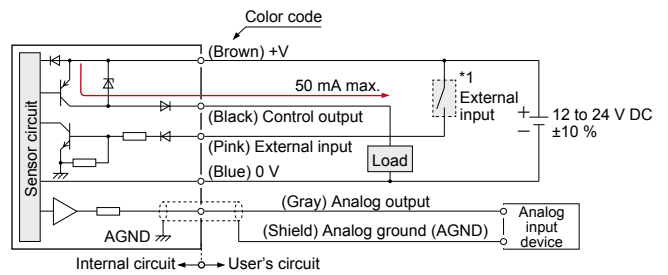 Color code
(Brown) +V
50 mA max.
*1
External
input
(Black) Control output
12 to 24 V DC
±10 %
+
−
(Pink) External input
Load
(Blue) 0 V
Sensor circuit
(Gray) Analog output
Analog
input
device
AGND
(Shield) Analog ground (AGND)
Internal circuit
User's circuit